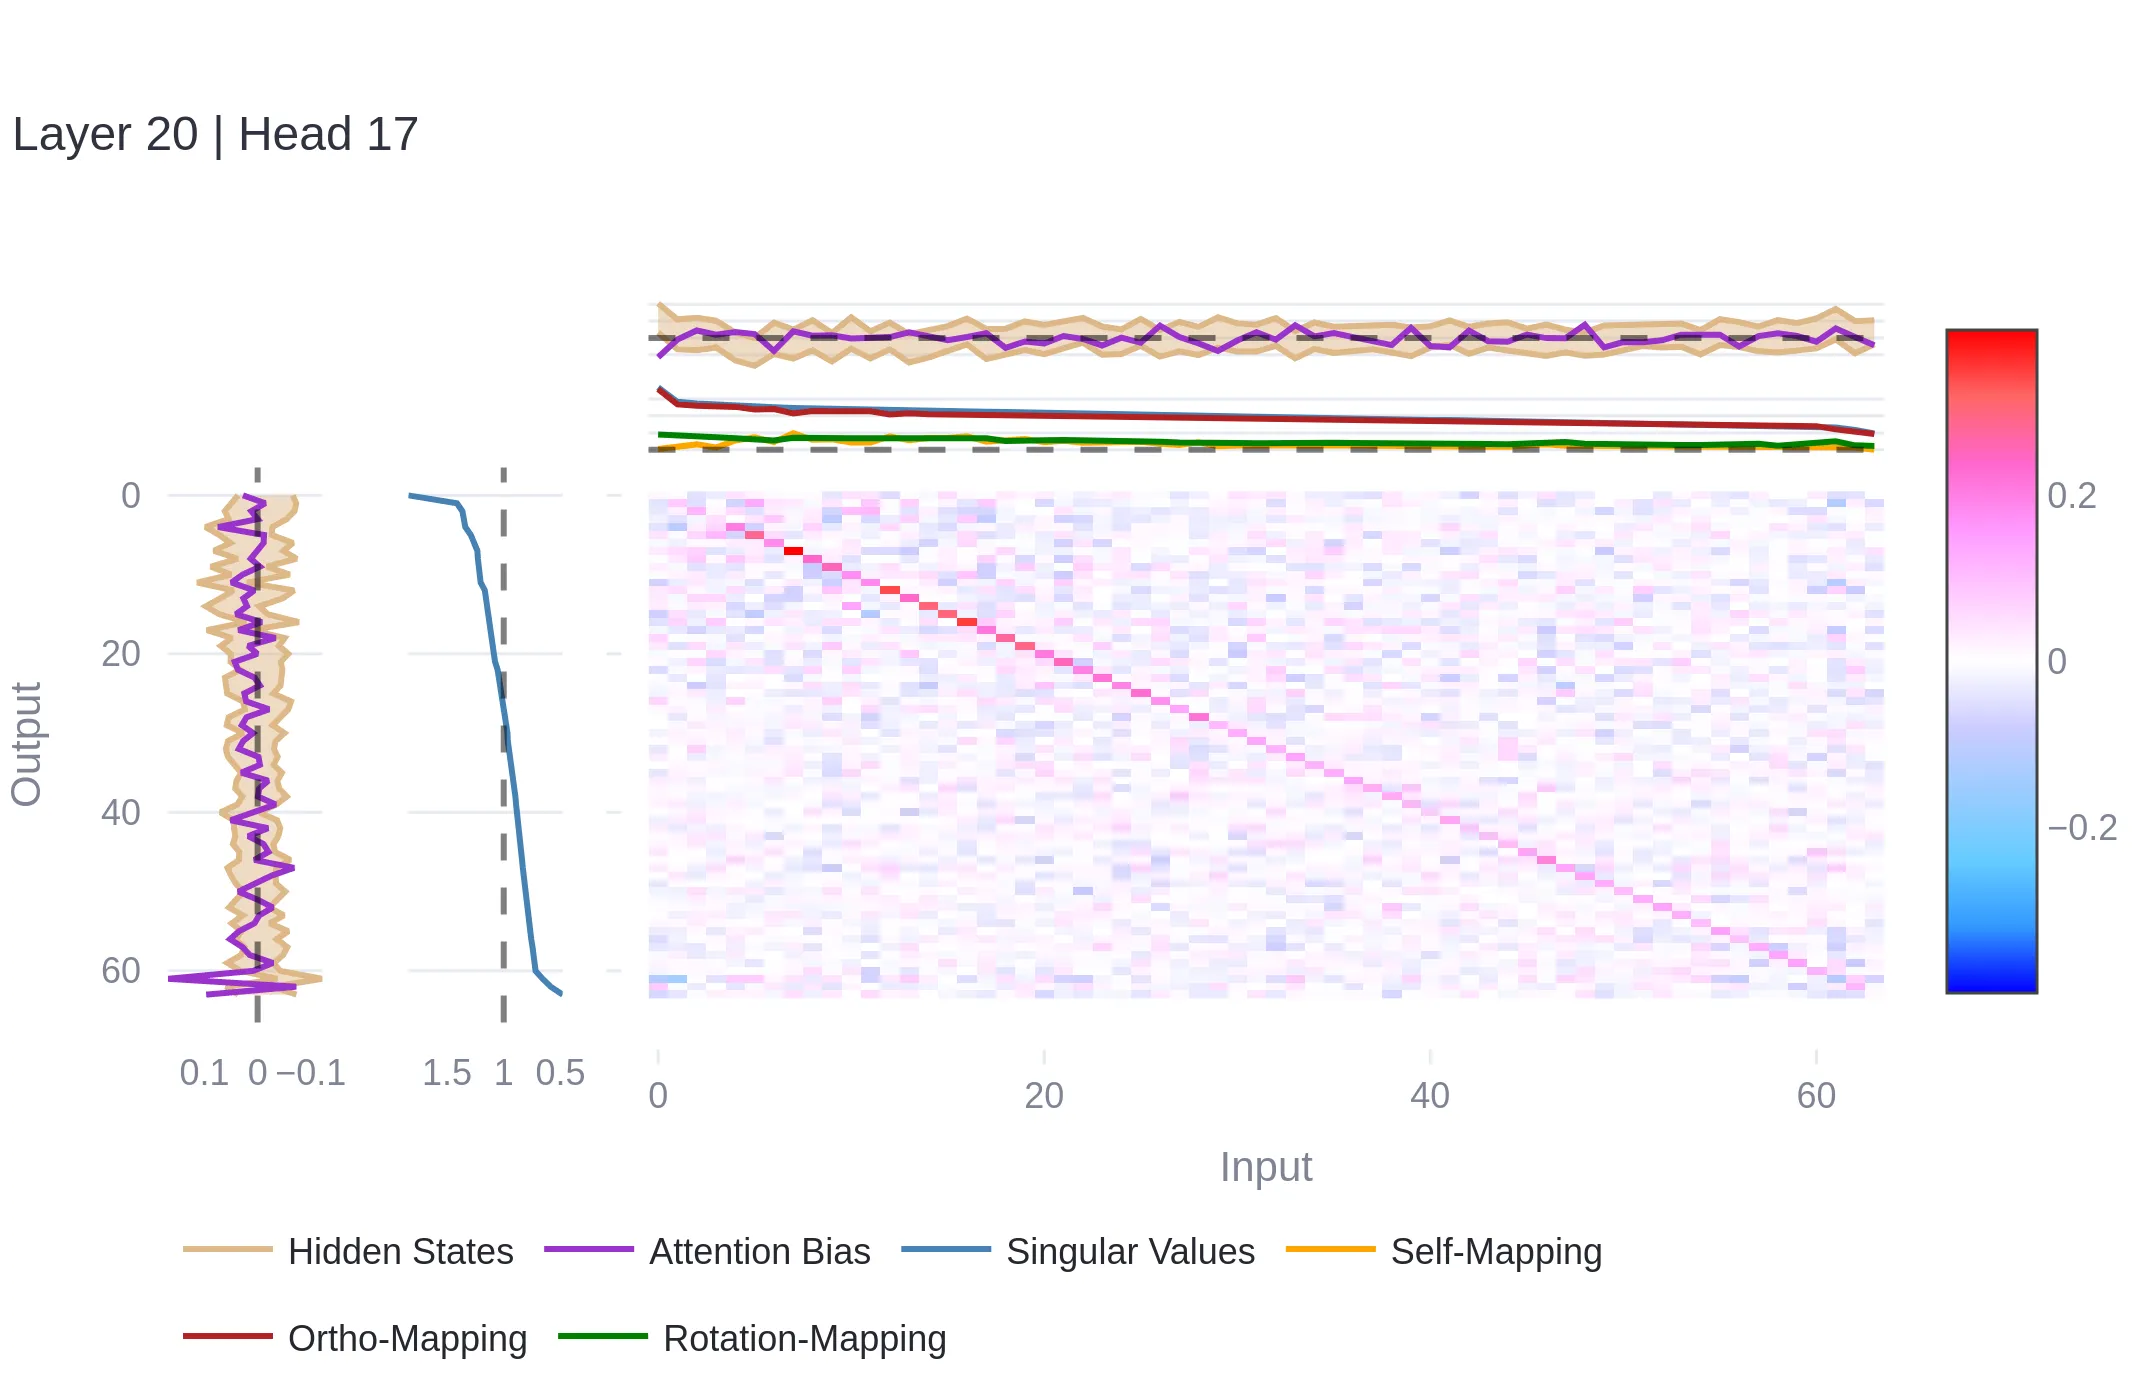 Layer 20 | Head 17
0
20
40
60
Output
0.1 0 −0.1
1.5 1 0.5
0 20 40 60
Input
0.2
0
−0.2
Hidden States Attention Bias Singular Values Self-Mapping
Ortho-Mapping Rotation-Mapping